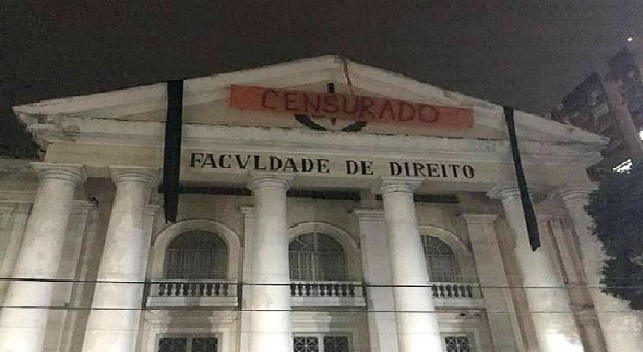 CENSURADO
FACVLDADE DE DIREITO